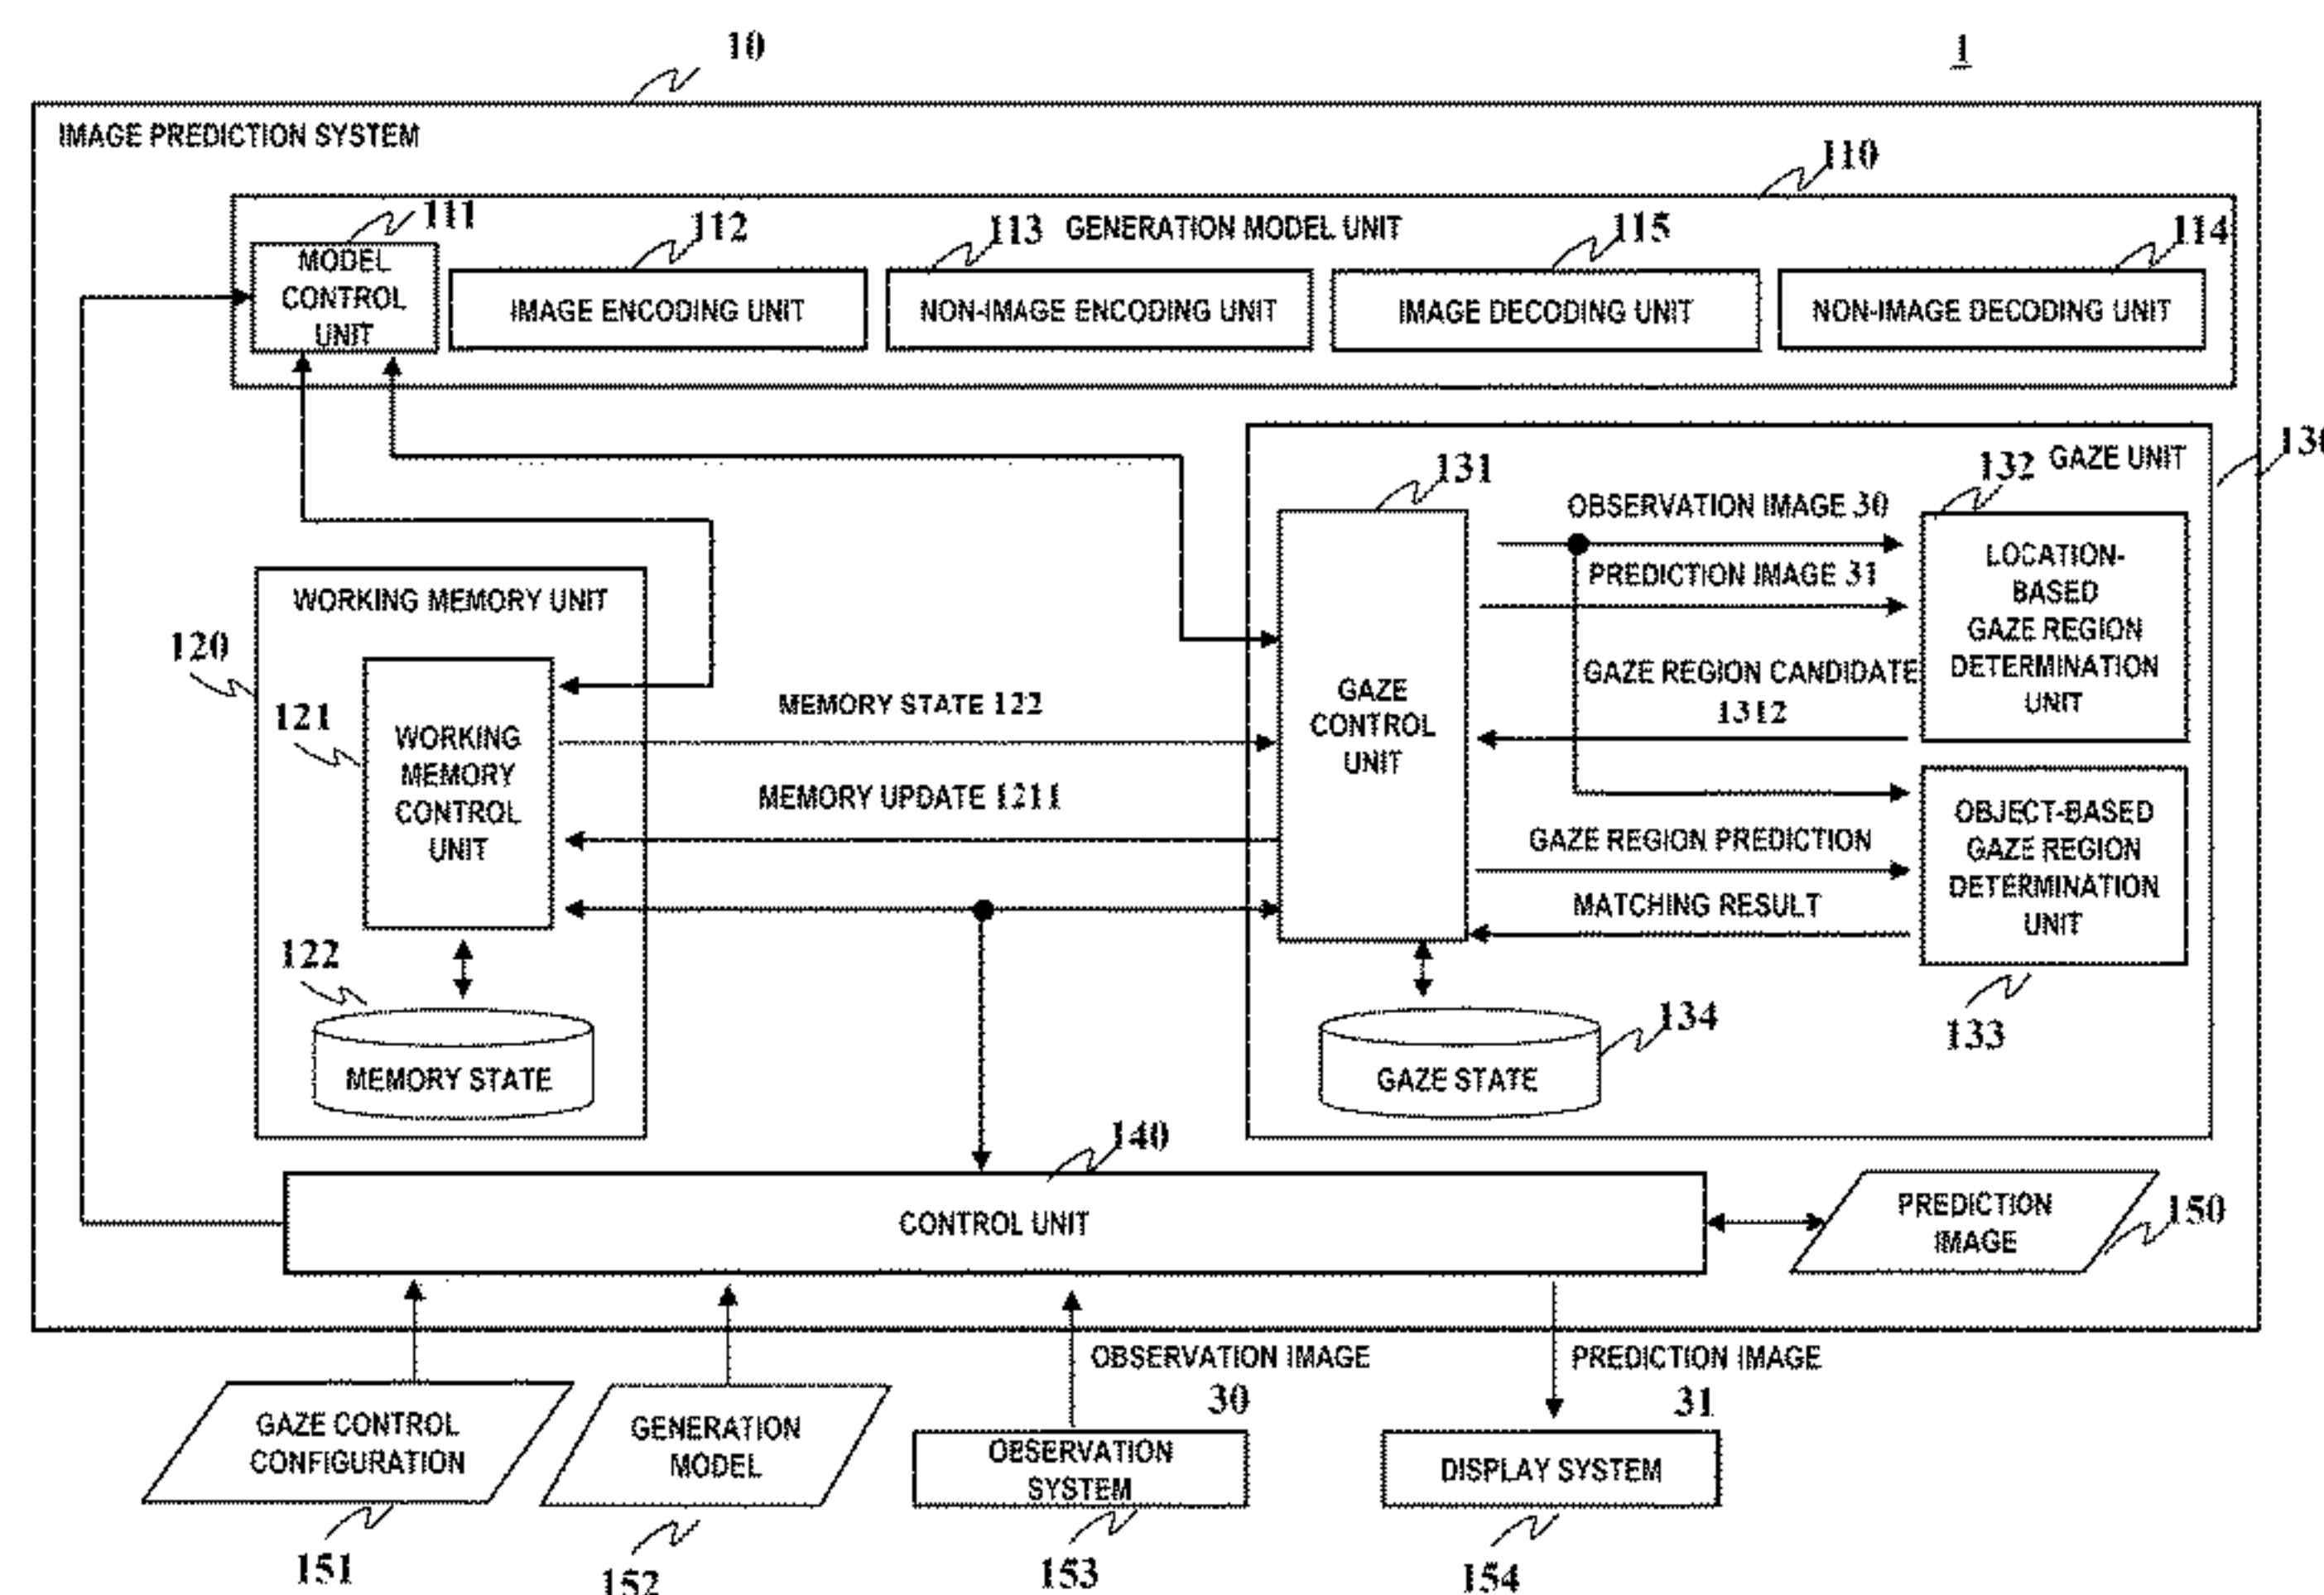 10
1
IMAGE PREDICTION SYSTEM
110
111
112
113
GENERATION MODEL UNIT
115
114
MODEL
CONTROL
UNIT
IMAGE ENCODING UNIT
NON-IMAGE ENCODING UNIT
IMAGE DECODING UNIT
NON-IMAGE DECODING UNIT
GAZE UNIT
131
132
OBSERVATION IMAGE 30
PREDICTION IMAGE 31
LOCATION-
BASED
GAZE REGION
DETERMINATION
UNIT
GAZE REGION CANDIDATE
1312
GAZE
CONTROL
UNIT
GAZE REGION PREDICTION
MATCHING RESULT
OBJECT-BASED
GAZE REGION
DETERMINATION
UNIT
133
134
GAZE STATE
WORKING MEMORY UNIT
120
121
WORKING
MEMORY
CONTROL
UNIT
MEMORY STATE 122
MEMORY UPDATE 1211
122
MEMORY STATE
140
CONTROL UNIT
PREDICTION
IMAGE
150
OBSERVATION IMAGE
30
PREDICTION IMAGE
31
GAZE CONTROL
CONFIGURATION
GENERATION
MODEL
OBSERVATION
SYSTEM
DISPLAY SYSTEM
151
152
153
154